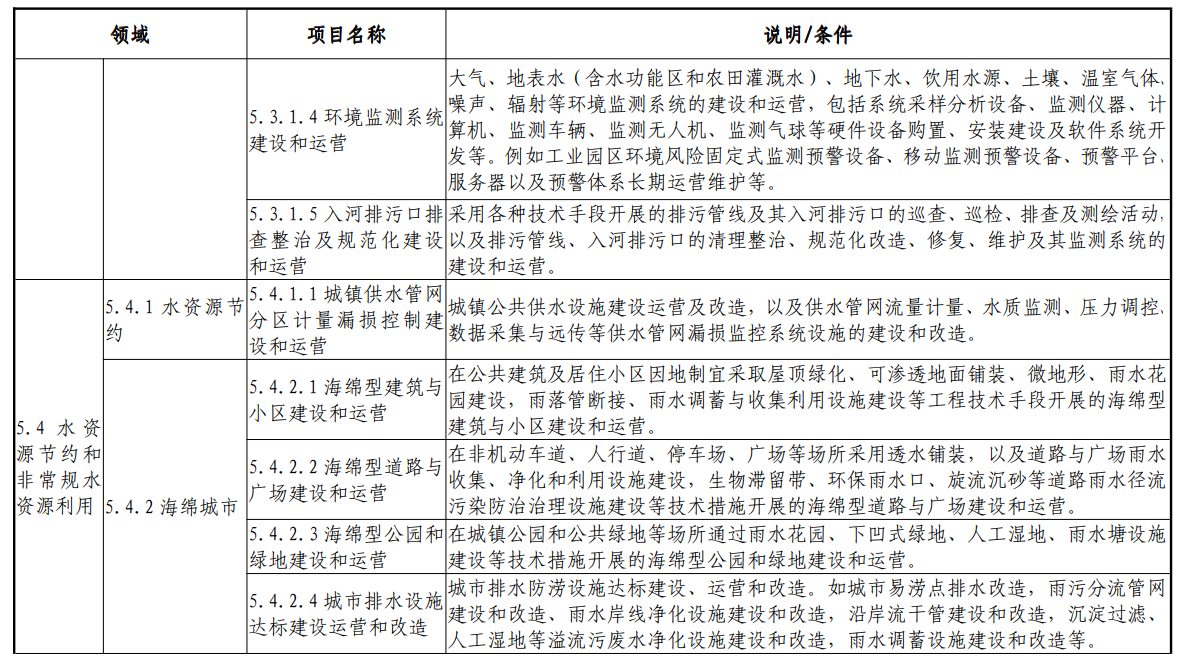 领域 项目名称 说明/条件
5.3.1.4环境监测系统
建设和运营
大气、地表水（含水功能区和农田灌溉水）、地下水、饮用水源、土壤、温室气体,
噪声、辐射等环境监测系统的建设和运营，包括系统采样分析设备、监测仪器、计
算机、监测车辆、监测无人机、监测气球等硬件设备购置、安装建设及软件系统开
发等。例如工业园区环境风险固定式监测预警设备、移动监测预警设备、预警平台,
服务器以及预警体系长期运营维护等。
5.3.1.5入河排污口排
查整治及规范化建设
和运营
采用各种技术手段开展的排污管线及其入河排污口的巡查、巡检、排查及测绘活动,
以及排污管线、入河排污口的清理整治、规范化改造、修复、维护及其监测系统的
建设和运营。
5.4 水资
源节约和
非常规水
资源利用
5.4.1水资源节
约
5.4.1.1城镇供水管网
分区计量漏损控制建
设和运营
城镇公共供水设施建设运营及改造，以及供水管网流量计量、水质监测、压力调控,
数据采集与远传等供水管网漏损监控系统设施的建设和改造。
5.4.2海绵城市
5.4.2.1海绵型建筑与
小区建设和运营
在公共建筑及居住小区因地制宜采取屋顶绿化、可渗透地面铺装、微地形、雨水花
园建设，雨落管断接、雨水调蓄与收集利用设施建设等工程技术手段开展的海绵型
建筑与小区建设和运营。
5.4.2.2海绵型道路与
广场建设和运营
在非机动车道、人行道、停车场、广场等场所采用透水铺装，以及道路与广场雨水
收集、净化和利用设施建设，生物滞留带、环保雨水口、旋流沉砂等道路雨水径流
污染防治治理设施建设等技术措施开展的海绵型道路与广场建设和运营。
5.4.2.3海绵型公园和
绿地建设和运营
在城镇公园和公共绿地等场所通过雨水花园、下凹式绿地、人工湿地、雨水塘设施
建设等技术措施开展的海绵型公园和绿地建设和运营。
5.4.2.4城市排水设施
达标建设运营和改造
城市排水防涝设施达标建设、运营和改造。如城市易涝点排水改造，雨污分流管网
建设和改造、雨水岸线净化设施建设和改造，沿岸流干管建设和改造，沉淀过滤、
人工湿地等溢流污废水净化设施建设和改造，雨水调蓄设施建设和改造等。